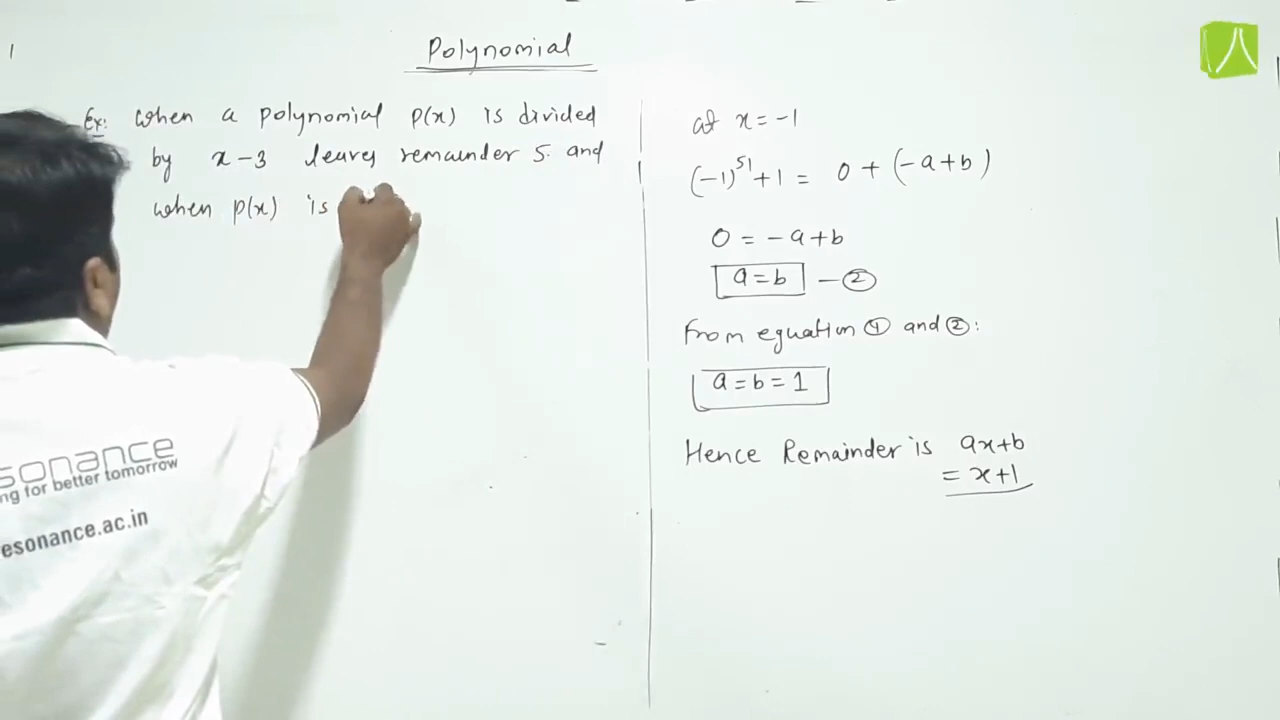 Polynomial
Ex: When a polynomial p(x) is divided
by x-3 leaves remainder 5. and
when p(x) is
at x = -1
(-1)^51 + 1 = 0 + (-a+b)
0 = -a+b
a=b — ②
From equation ① and ②:
a=b=1
Hence Remainder is ax+b
= x+1
sonance
ng for better tomorrow
esonance.ac.in